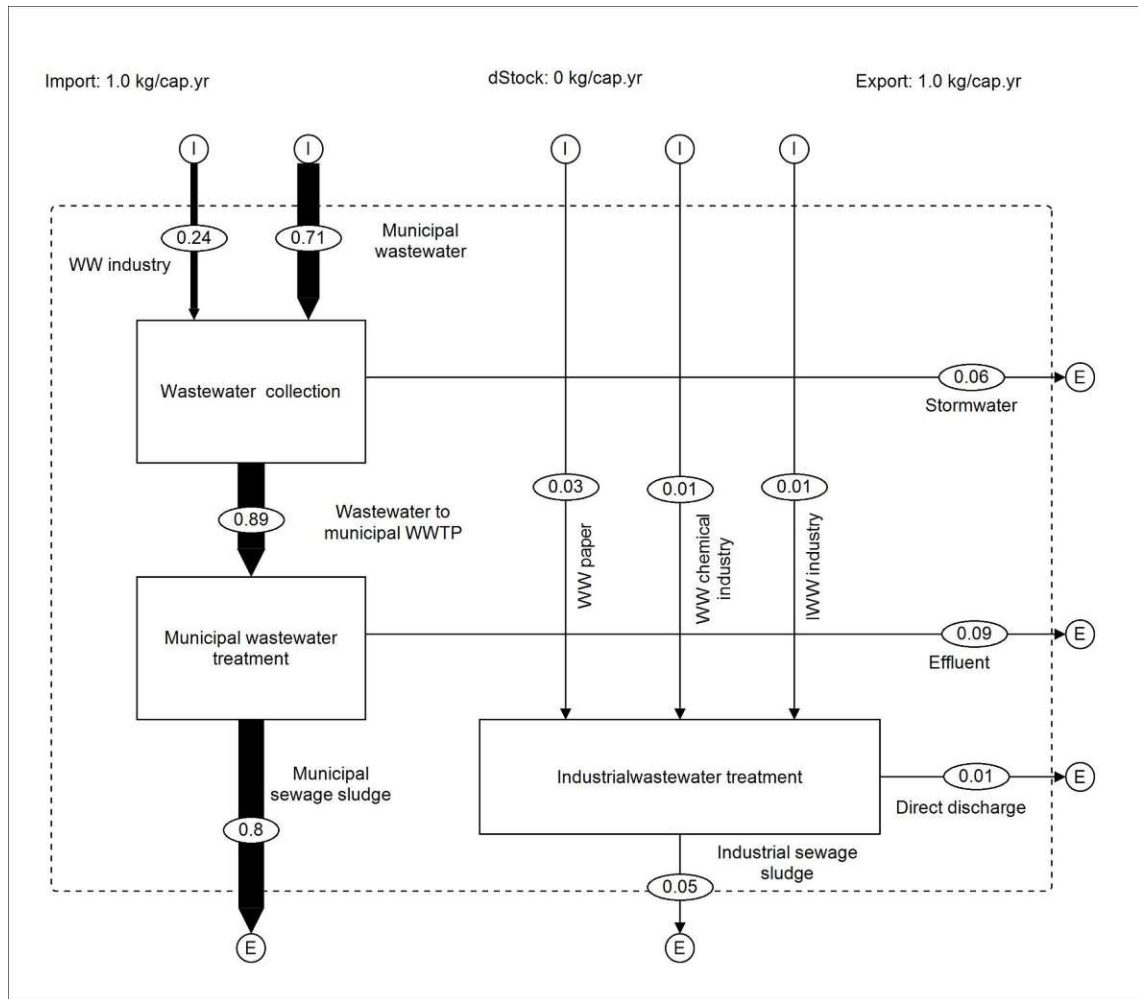 Import: 1.0 kg/cap.yr
dStock: 0 kg/cap.yr
Export: 1.0 kg/cap.yr
I
I
I
I
I
0.24
0.71
Municipal
wastewater
WW industry
Wastewater collection
0.06
E
Stormwater
0.89
Wastewater to
municipal WWTP
0.03
0.01
0.01
WW paper
WW chemical
industry
IWW industry
Municipal wastewater
treatment
0.09
E
Effluent
Municipal
sewage sludge
0.8
E
Industrialwastewater treatment
0.01
E
Direct discharge
Industrial sewage
sludge
0.05
E